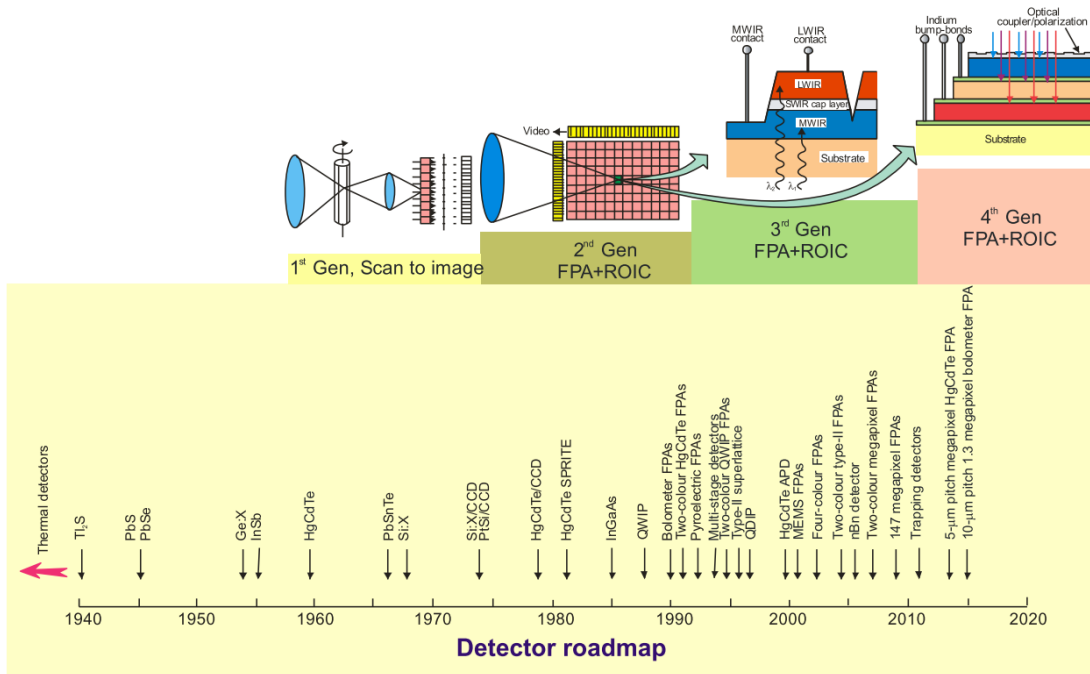 Indium
bump-bonds
Optical
coupler/polarization
MWIR
contact
LWIR
contact
LWIR
SWIR cap layer
MWIR
Substrate
λ₂ λ₁
Substrate
Video
1st Gen, Scan to image
2nd Gen
FPA+ROIC
3rd Gen
FPA+ROIC
4th Gen
FPA+ROIC
Thermal detectors
Tl₂S
PbS
PbSe
Ge:X
InSb
HgCdTe
PbSnTe
Si:X
Si:X/CCD
PtSi/CCD
HgCdTe/CCD
HgCdTe SPRITE
InGaAs
QWIP
Bolometer FPAs
Two-colour HgCdTe FPAs
Pyroelectric FPAs
Multi-stage detectors
Two-colour QWIP FPAs
Type-II superlattice
QDIP
HgCdTe APD
MEMS FPAs
Four-colour FPAs
Two-colour type-II FPAs
nBn detector
Two-colour megapixel FPAs
147 megapixel FPAs
Trapping detectors
5-µm pitch megapixel HgCdTe FPA
10-µm pitch 1.3 megapixel bolometer FPA
1940 1950 1960 1970 1980 1990 2000 2010 2020
Detector roadmap